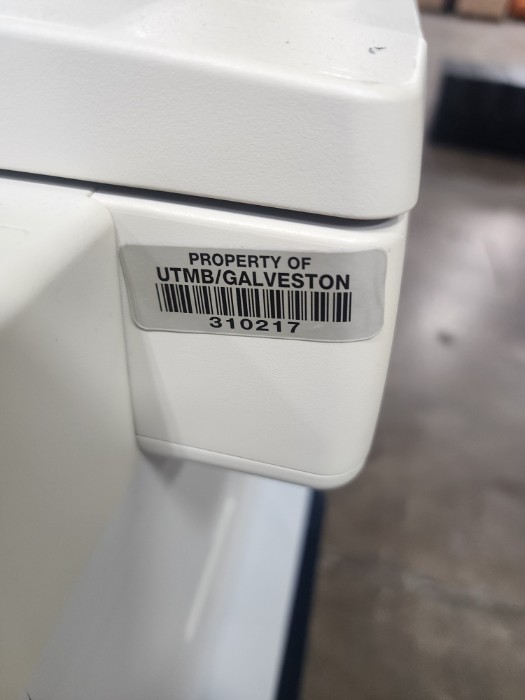 PROPERTY OF
UTMB/GALVESTON
310217